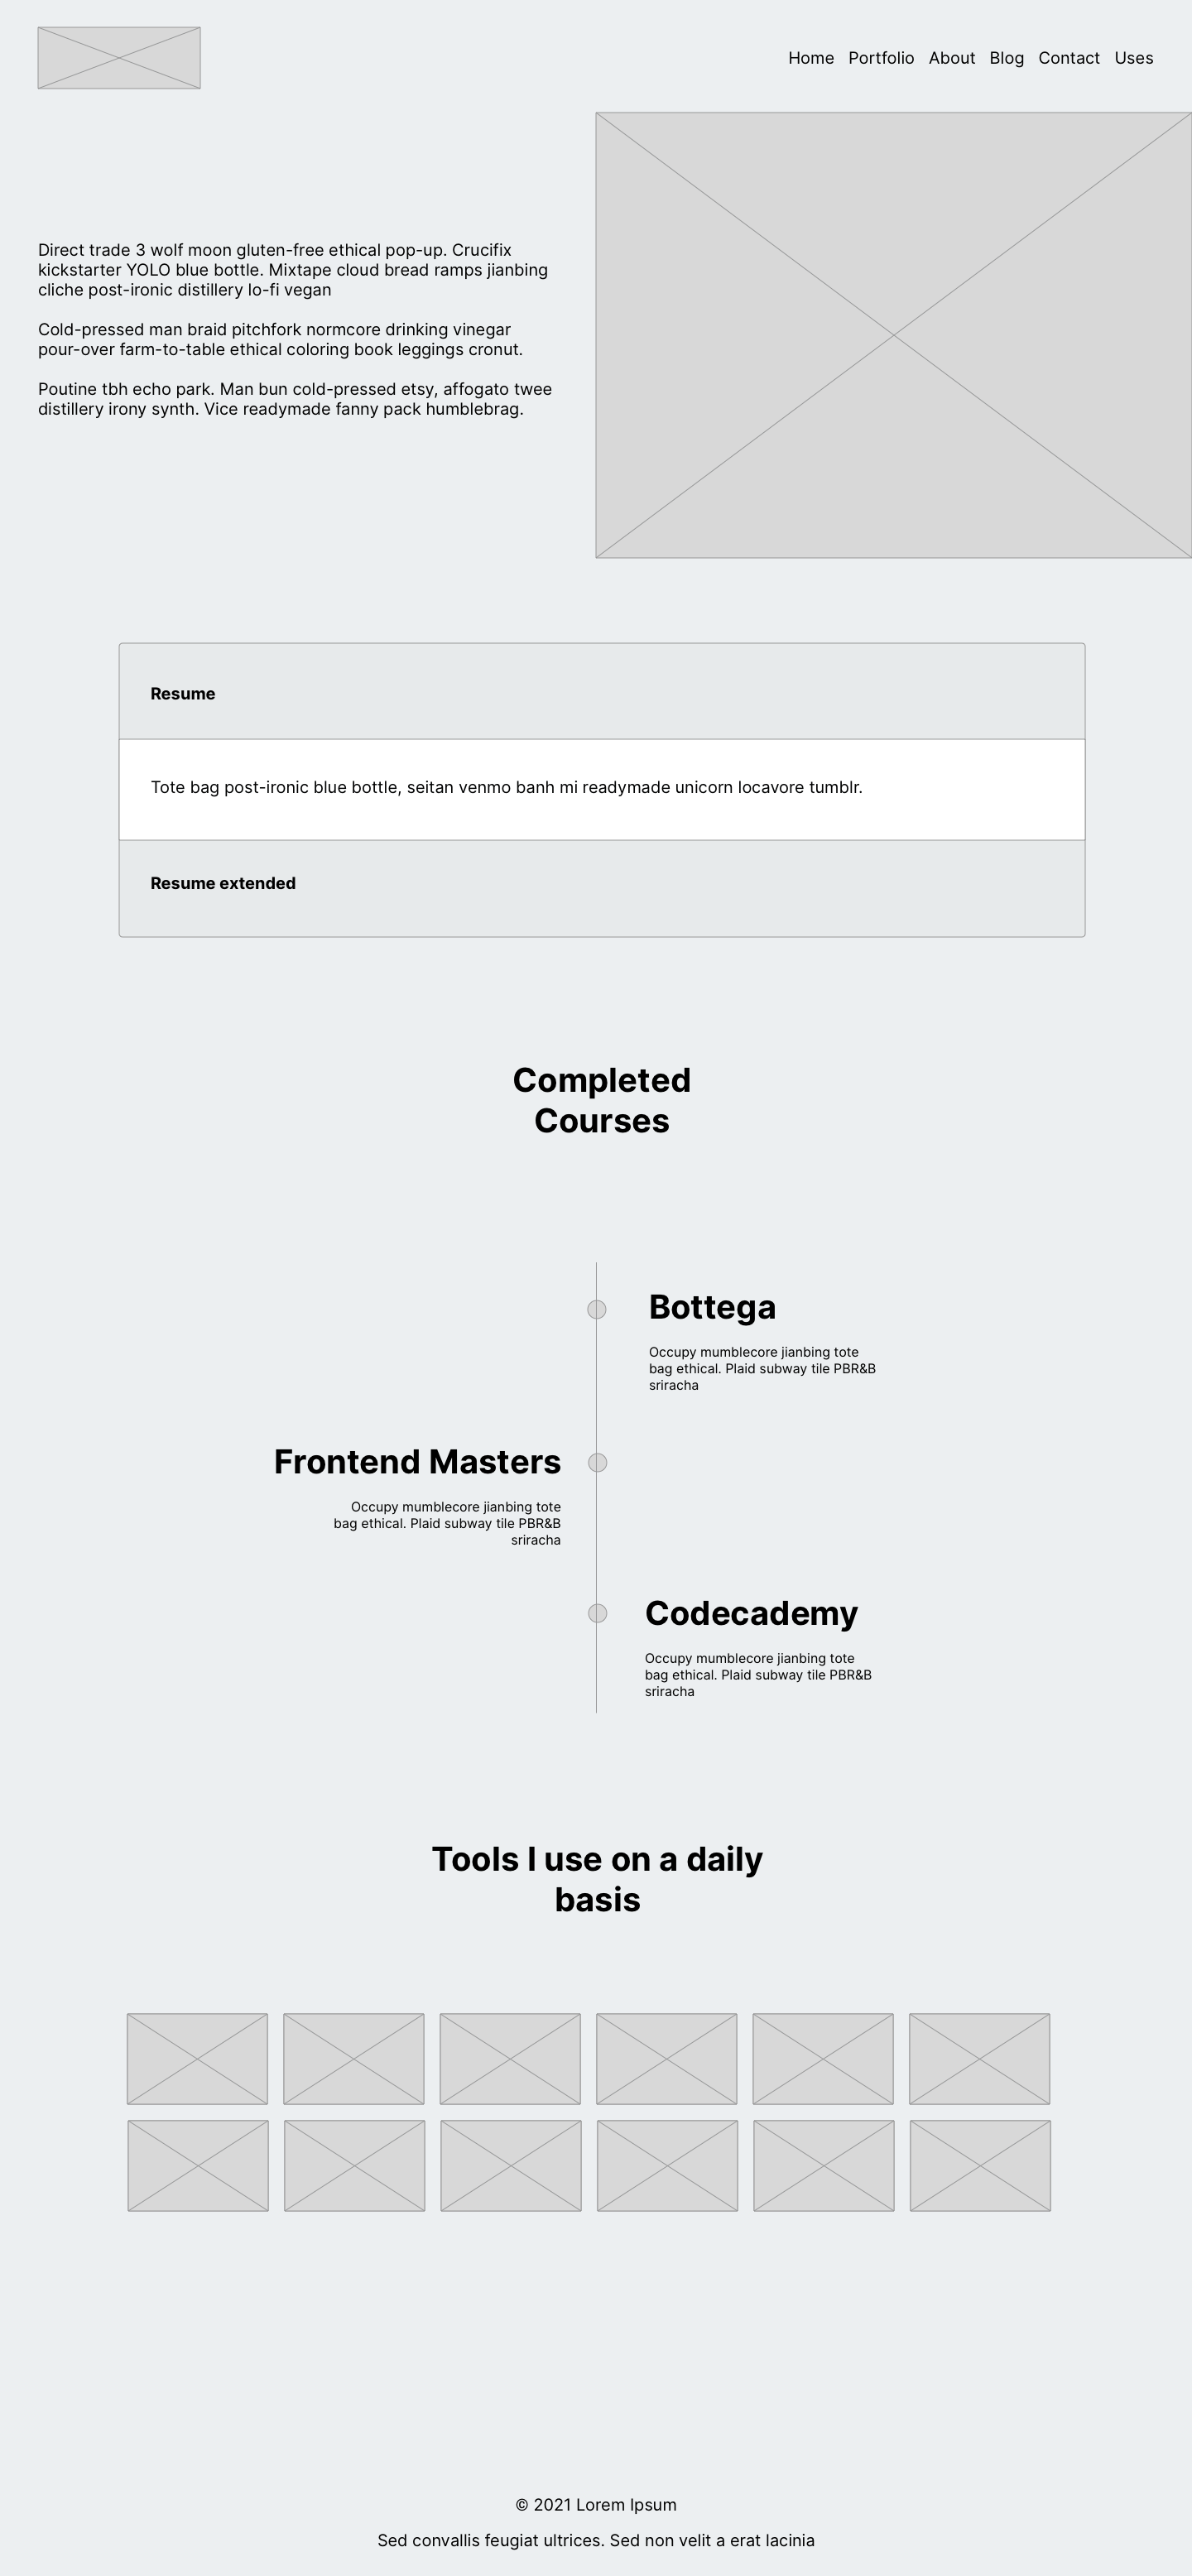 Home Portfolio About Blog Contact Uses
Direct trade 3 wolf moon gluten-free ethical pop-up. Crucifix
kickstarter YOLO blue bottle. Mixtape cloud bread ramps jianbing
cliche post-ironic distillery lo-fi vegan
Cold-pressed man braid pitchfork normcore drinking vinegar
pour-over farm-to-table ethical coloring book leggings cronut.
Poutine tbh echo park. Man bun cold-pressed etsy, affogato twee
distillery irony synth. Vice readymade fanny pack humblebrag.
Resume
Tote bag post-ironic blue bottle, seitan venmo banh mi readymade unicorn locavore tumblr.
Resume extended
Completed
Courses
Bottega
Occupy mumblecore jianbing tote
bag ethical. Plaid subway tile PBR&B
sriracha
Frontend Masters
Occupy mumblecore jianbing tote
bag ethical. Plaid subway tile PBR&B
sriracha
Codecademy
Occupy mumblecore jianbing tote
bag ethical. Plaid subway tile PBR&B
sriracha
Tools I use on a daily
basis
© 2021 Lorem Ipsum
Sed convallis feugiat ultrices. Sed non velit a erat lacinia